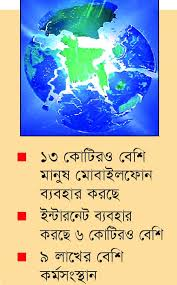 ১৩ কোটিরও বেশি
মানুষ মোবাইলফোন
ব্যবহার করছে
ইন্টারনেট ব্যবহার
করছে ৬ কোটিরও বেশি
৯ লাখের বেশি
কর্মসংস্থান